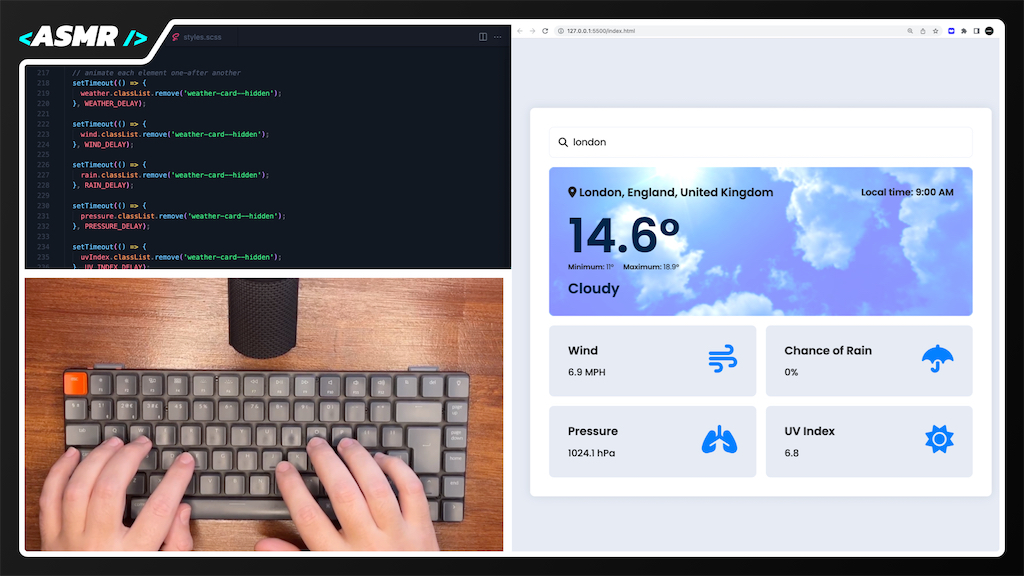 <ASMR />
styles.scss
127.0.0.1:5500/index.html
217 // animate each element one-after another
218 setTimeout(() => {
219 weather.classList.remove('weather-card--hidden');
220 }, WEATHER_DELAY);
221
222 setTimeout(() => {
223 wind.classList.remove('weather-card--hidden');
224 }, WIND_DELAY);
225
226 setTimeout(() => {
227 rain.classList.remove('weather-card--hidden');
228 }, RAIN_DELAY);
229
230 setTimeout(() => {
231 pressure.classList.remove('weather-card--hidden');
232 }, PRESSURE_DELAY);
233
234 setTimeout(() => {
235 uvIndex.classList.remove('weather-card--hidden');
236 }, UV_INDEX_DELAY);
london
London, England, United Kingdom
Local time: 9:00 AM
14.6°
Minimum: 11° Maximum: 18.9°
Cloudy
Wind
6.9 MPH
Chance of Rain
0%
Pressure
1024.1 hPa
UV Index
6.8